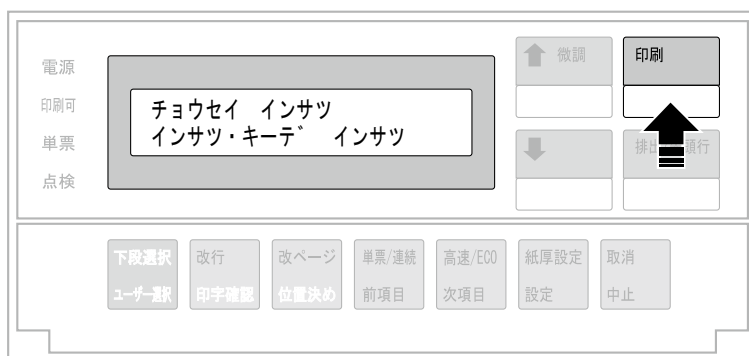 電源
印刷可
単票
点検
チョウセイ インサツ
インサツ・キーデﾞ インサツ
微調
印刷
排出 頭行
下段選択
ユーザー選択
改行
印字確認
改ページ
位置決め
単票/連続
前項目
高速/ECO
次項目
紙厚設定
設定
取消
中止